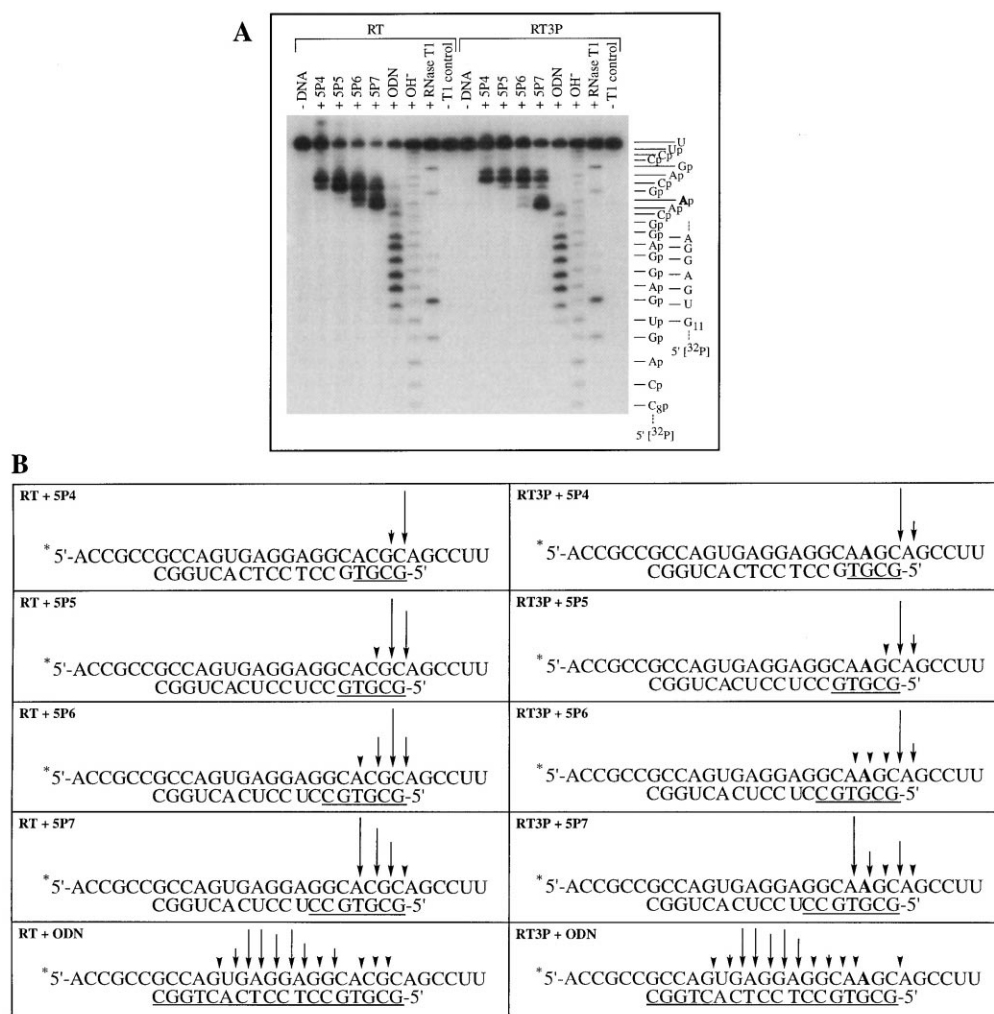 A
RT RT3P
- DNA
+ 5P4
+ 5P5
+ 5P6
+ 5P7
+ ODN
+ OH⁻
+ RNase T1
- T1 control
- DNA
+ 5P4
+ 5P5
+ 5P6
+ 5P7
+ ODN
+ OH⁻
+ RNase T1
- T1 control
U
Up
Cp
Cp
Gp
Ap
Cp
Gp
Ap
Ap
Cp
Gp
Gp A
Ap G
Gp G
Gp A
Ap G
Gp U
Up G11
Gp 5' [32P]
Ap
Cp
C8p
5' [32P]
B
RT + 5P4
*5'-ACCGCCGCCAGUGAGGAGGCACGCAGCCUU
CGGUCACTCCTCCGTGCG-5'
RT3P + 5P4
*5'-ACCGCCGCCAGUGAGGAGGCAAGCAGCCUU
CGGUCACTCCTCCGTGCG-5'
RT + 5P5
*5'-ACCGCCGCCAGUGAGGAGGCACGCAGCCUU
CGGUCACUCCUCCGTGCG-5'
RT3P + 5P5
*5'-ACCGCCGCCAGUGAGGAGGCAAGCAGCCUU
CGGUCACUCCUCCGTGCG-5'
RT + 5P6
*5'-ACCGCCGCCAGUGAGGAGGCACGCAGCCUU
CGGUCACUCCUCCGTGCG-5'
RT3P + 5P6
*5'-ACCGCCGCCAGUGAGGAGGCAAGCAGCCUU
CGGUCACUCCUCCGTGCG-5'
RT + 5P7
*5'-ACCGCCGCCAGUGAGGAGGCACGCAGCCUU
CGGUCACUCCUCCGTGCG-5'
RT3P + 5P7
*5'-ACCGCCGCCAGUGAGGAGGCAAGCAGCCUU
CGGUCACUCCUCCGTGCG-5'
RT + ODN
*5'-ACCGCCGCCAGUGAGGAGGCACGCAGCCUU
CGGTCACTCCTCCGTGCG-5'
RT3P + ODN
*5'-ACCGCCGCCAGUGAGGAGGCAAGCAGCCUU
CGGTCACTCCTCCGTGCG-5'